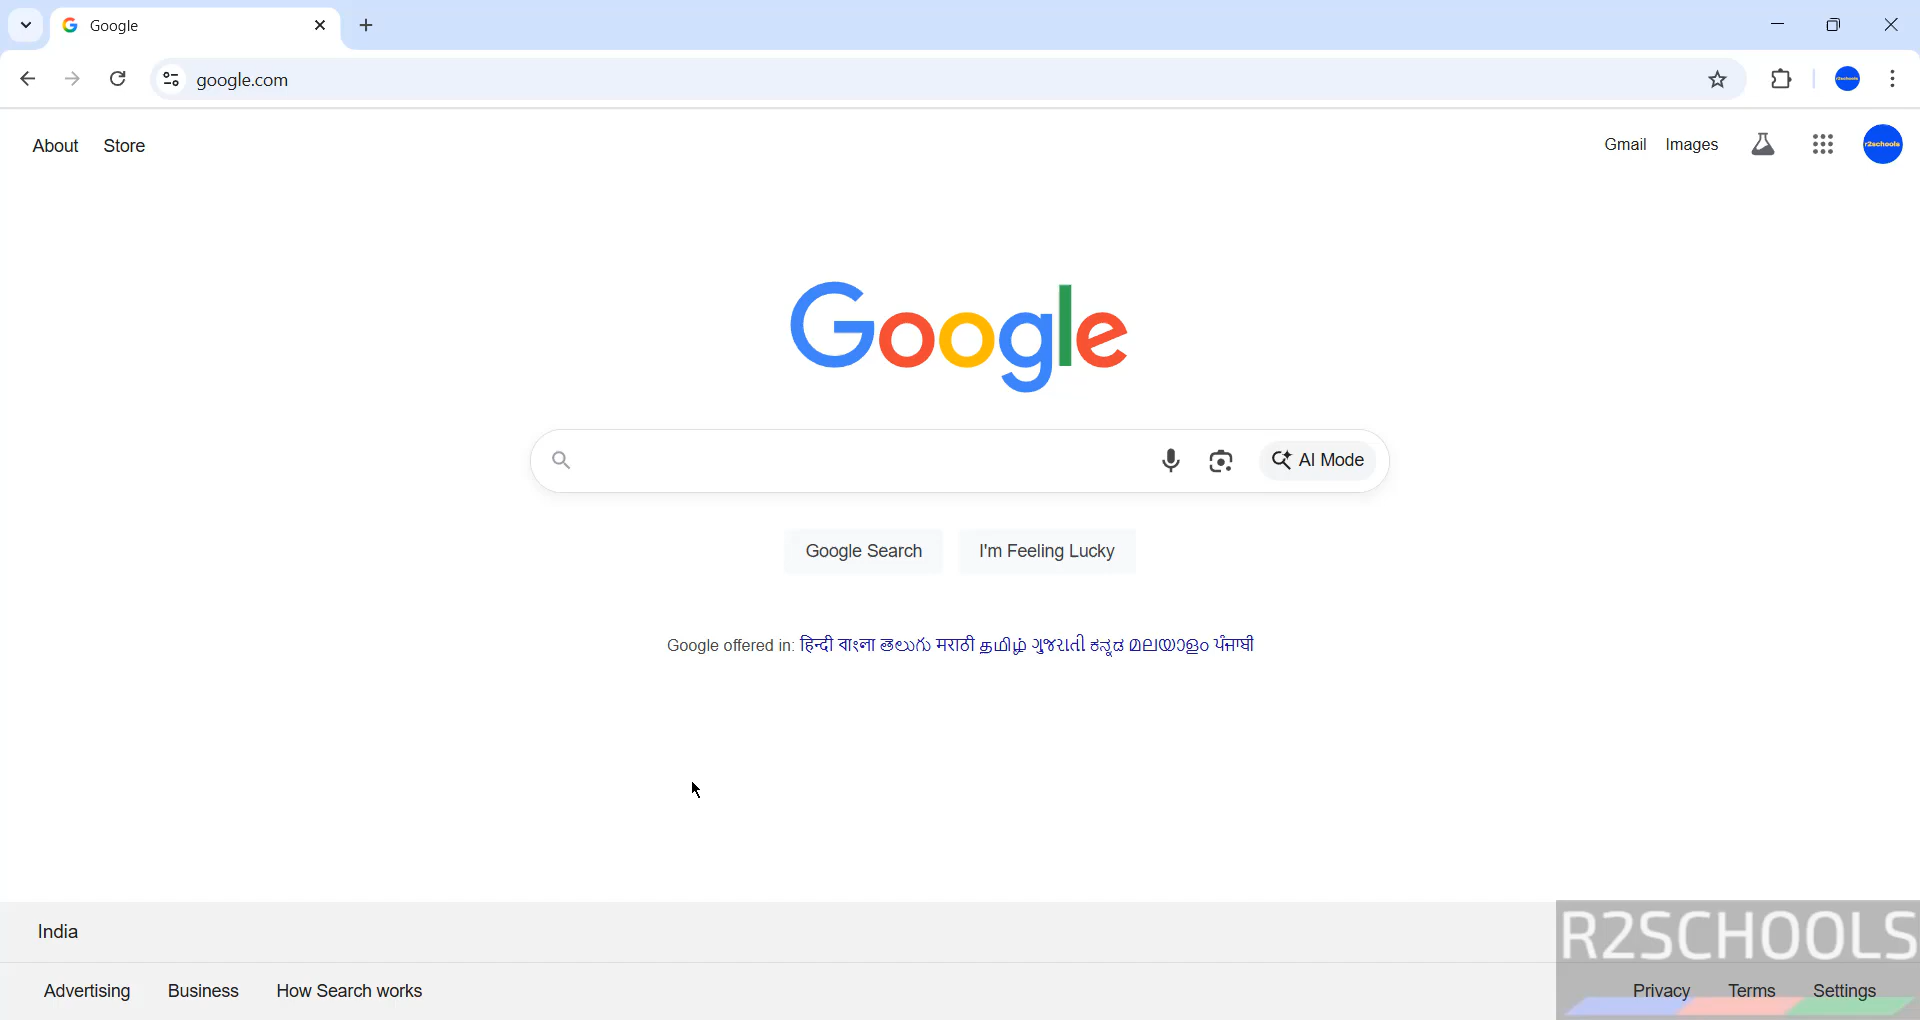 Google
google.com
About Store
Gmail Images
r2schools
Google
AI Mode
Google Search I'm Feeling Lucky
Google offered in: हिन्दी বাংলা తెలుగు मराठी தமிழ் ગુજરાતી ಕನ್ನಡ മലയാളം ਪੰਜਾਬੀ
India
R2SCHOOLS
Advertising Business How Search works
Privacy Terms Settings